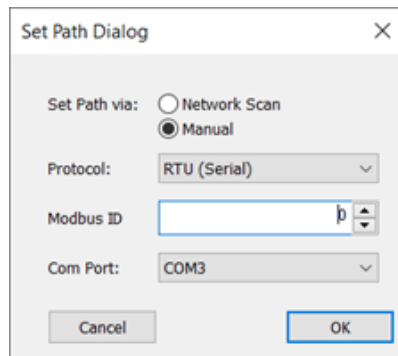 Set Path Dialog
Set Path via: Network Scan
Manual
Protocol: RTU (Serial)
Modbus ID 0
Com Port: COM3
Cancel OK